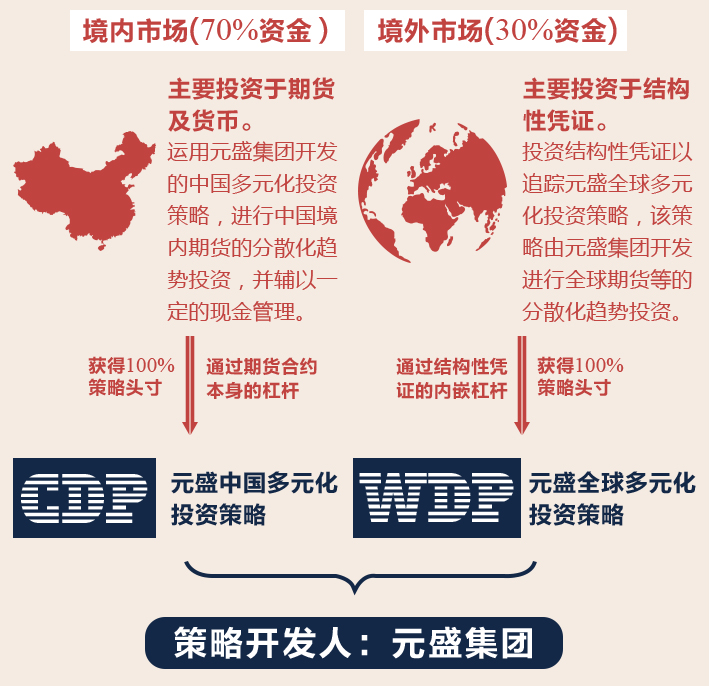 境内市场(70%资金)
主要投资于期货
及货币。
运用元盛集团开发
的中国多元化投资
策略，进行中国境
内期货的分散化趋
势投资，并辅以一
定的现金管理。
获得100%
策略头寸
通过期货合约
本身的杠杆
CDP
元盛中国多元化
投资策略
境外市场(30%资金)
主要投资于结构
性凭证。
投资结构性凭证以
追踪元盛全球多元
化投资策略，该策
略由元盛集团开发
进行全球期货等的
分散化趋势投资。
通过结构性凭
证的内嵌杠杆
获得100%
策略头寸
WDP
元盛全球多元化
投资策略
策略开发人：元盛集团